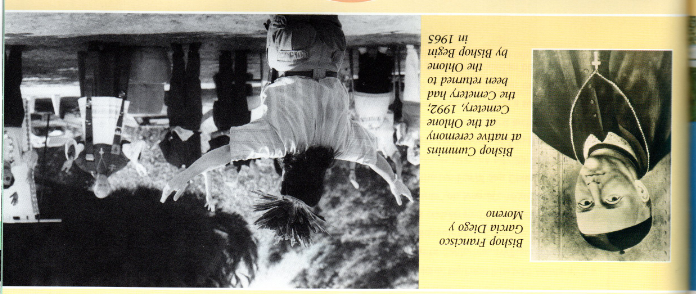 Bishop Francisco
Garcia Diego y
Moreno
Bishop Cummins
at native ceremony
at the Ohlone
Cemetery, 1992;
the Cemetery had
been returned to
the Ohlone
by Bishop Begin
in 1965